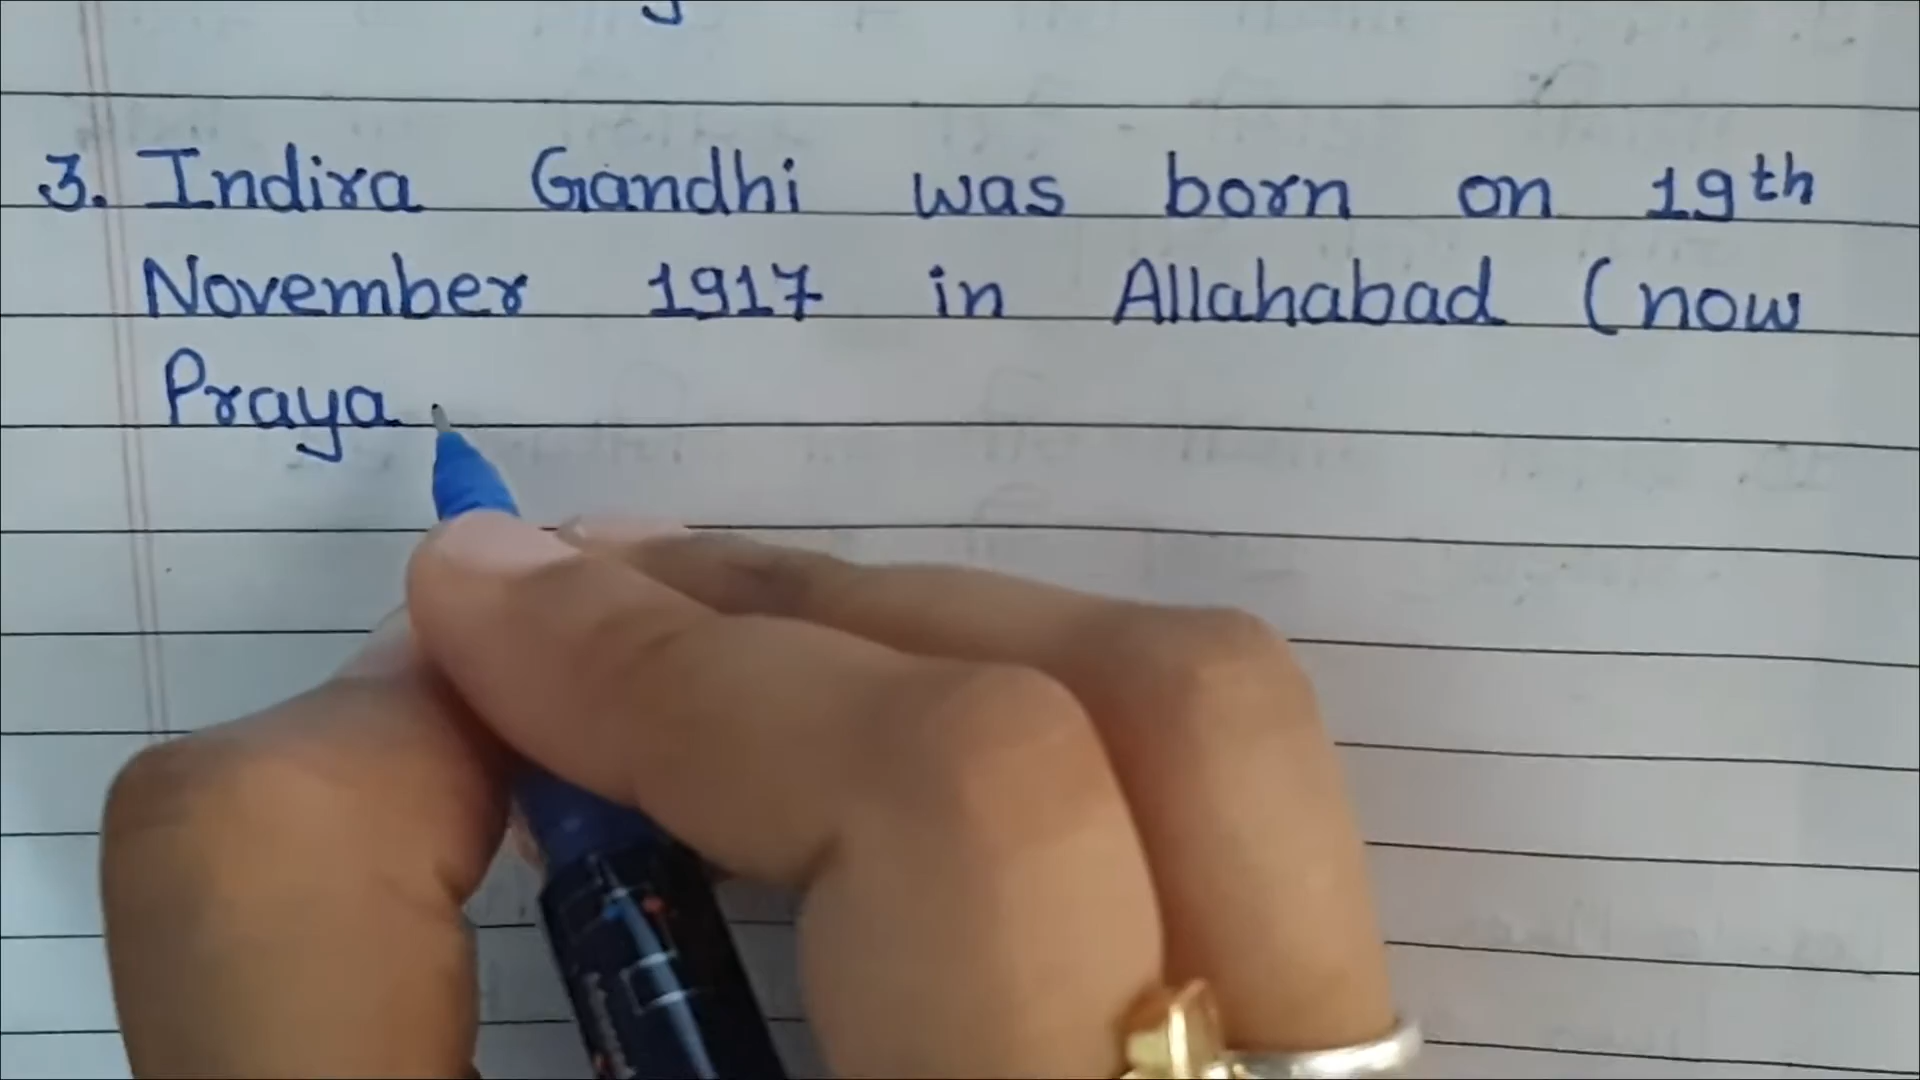 3. Indira Gandhi was born on 19th
November 1917 in Allahabad (now
Praya